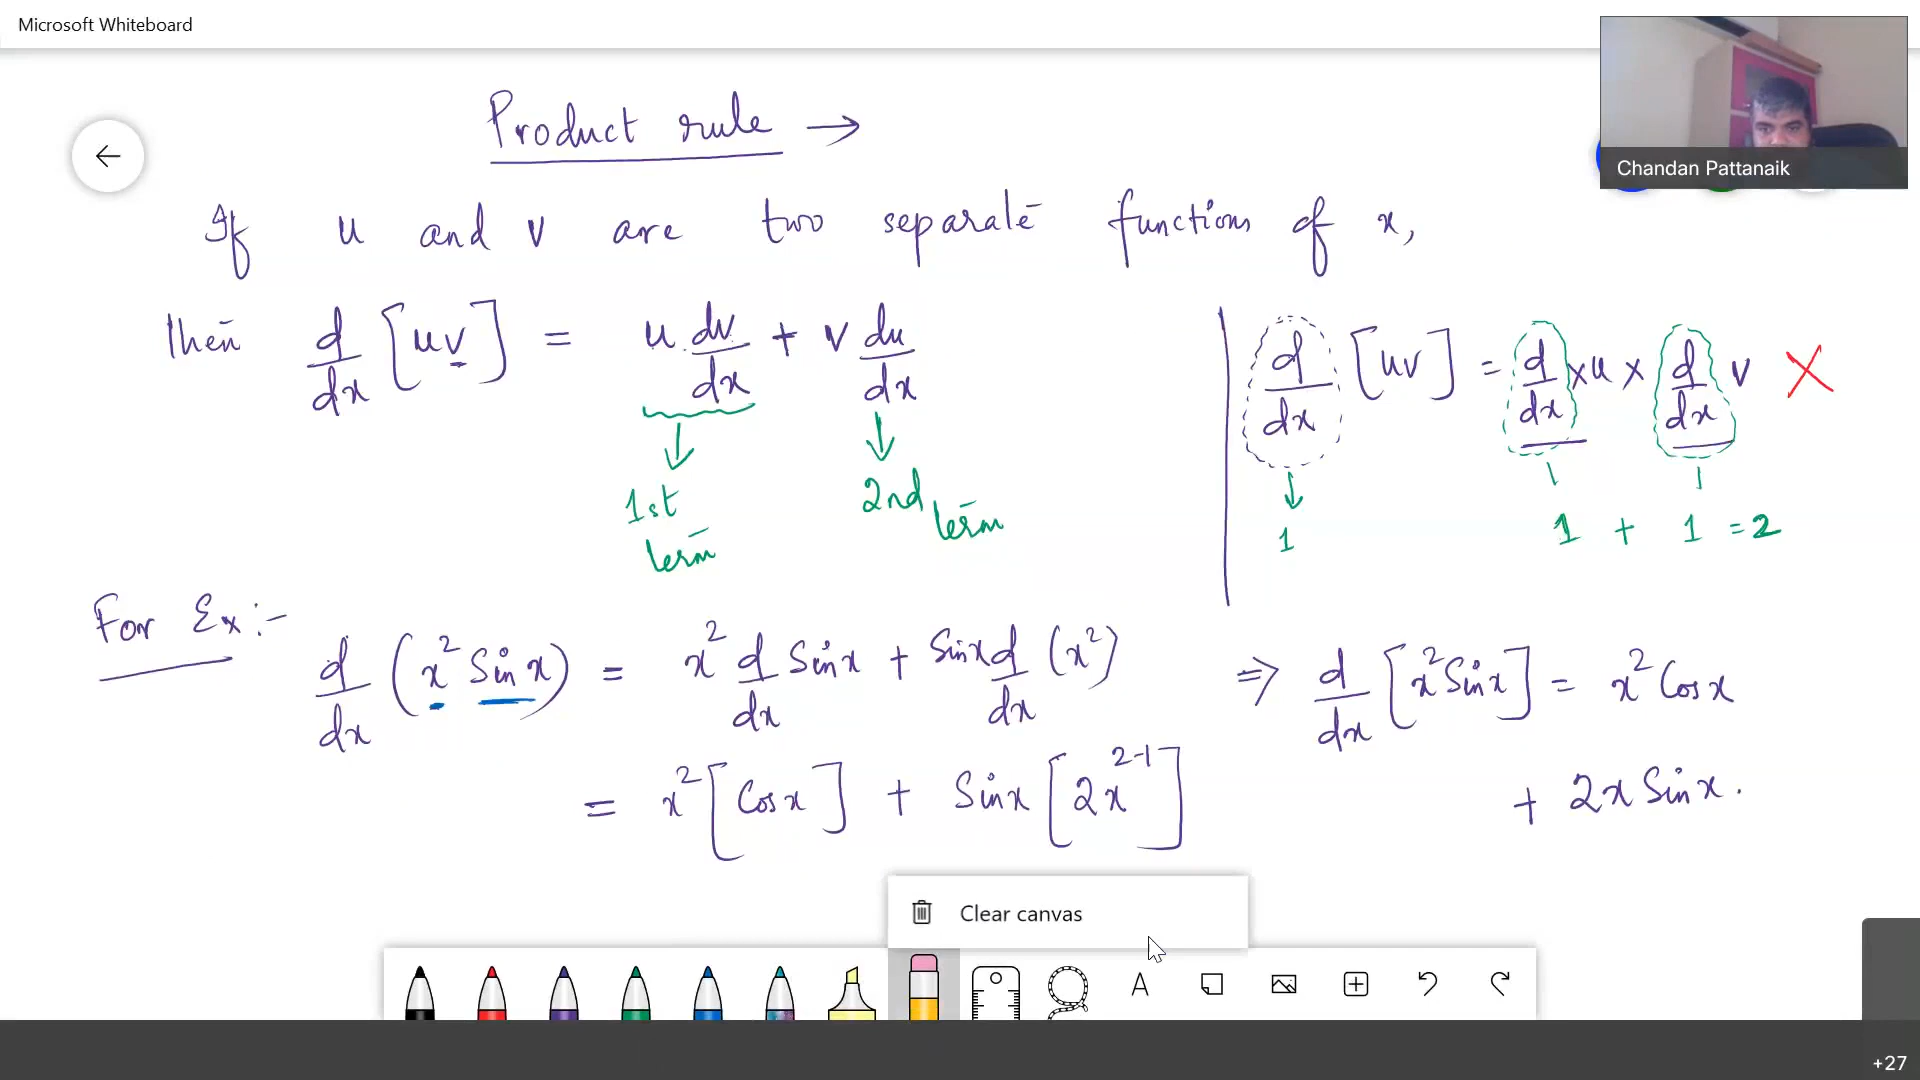 Microsoft Whiteboard
Chandan Pattanaik
Product rule →
If u and v are two separate functions of x,
then d/dx [uv] = u dv/dx + v du/dx
1st term
2nd term
d/dx [uv] = d/dx × u × d/dx v ✗
1
1 + 1 = 2
For Ex:-
d/dx (x² Sin x) = x² d/dx Sin x + Sin x d/dx (x²)
= x² [Cos x] + Sin x [2x²⁻¹]
⇒ d/dx [x² Sin x] = x² Cos x
+ 2x Sin x.
Clear canvas
A
+27